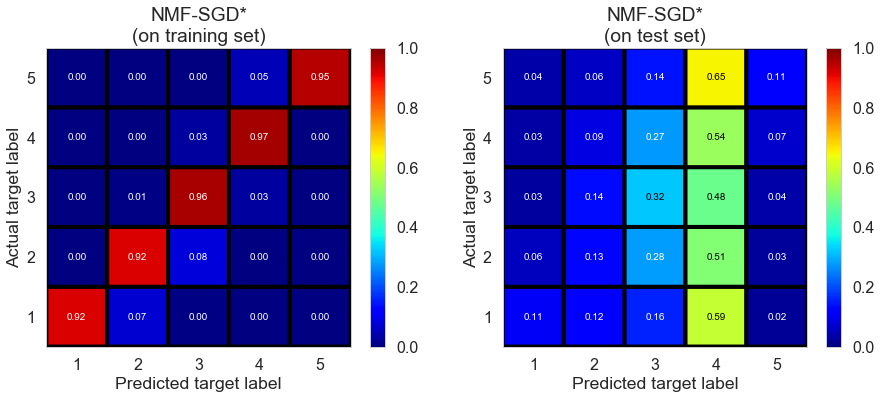 NMF-SGD*
(on training set)
Actual target label
5 0.00 0.00 0.00 0.05 0.95
4 0.00 0.00 0.03 0.97 0.00
3 0.00 0.01 0.96 0.03 0.00
2 0.00 0.92 0.08 0.00 0.00
1 0.92 0.07 0.00 0.00 0.00
1 2 3 4 5
Predicted target label
1.0
0.8
0.6
0.4
0.2
0.0
NMF-SGD*
(on test set)
Actual target label
5 0.04 0.06 0.14 0.65 0.11
4 0.03 0.09 0.27 0.54 0.07
3 0.03 0.14 0.32 0.48 0.04
2 0.06 0.13 0.28 0.51 0.03
1 0.11 0.12 0.16 0.59 0.02
1 2 3 4 5
Predicted target label
1.0
0.8
0.6
0.4
0.2
0.0